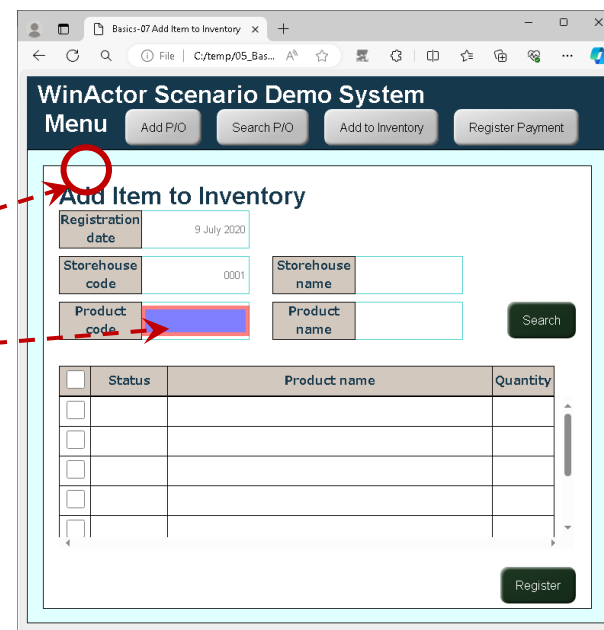 Basics-07 Add Item to Inventory
File | C:/temp/05_Bas...
WinActor Scenario Demo System
Menu Add P/O Search P/O Add to Inventory Register Payment
Add Item to Inventory
Registration date 9 July 2020
Storehouse code 0001 Storehouse name
Product code Product name Search
Status Product name Quantity
Register